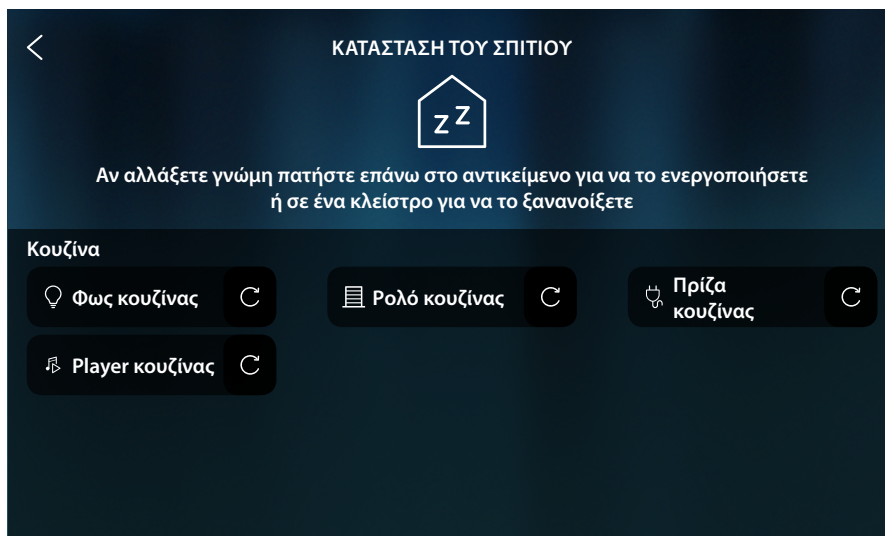 ΚΑΤΑΣΤΑΣΗ ΤΟΥ ΣΠΙΤΙΟΥ
z Z
Αν αλλάξετε γνώμη πατήστε επάνω στο αντικείμενο για να το ενεργοποιήσετε
ή σε ένα κλείστρο για να το ξανανοίξετε
Κουζίνα
Φως κουζίνας
Ρολό κουζίνας
Πρίζα
κουζίνας
Player κουζίνας